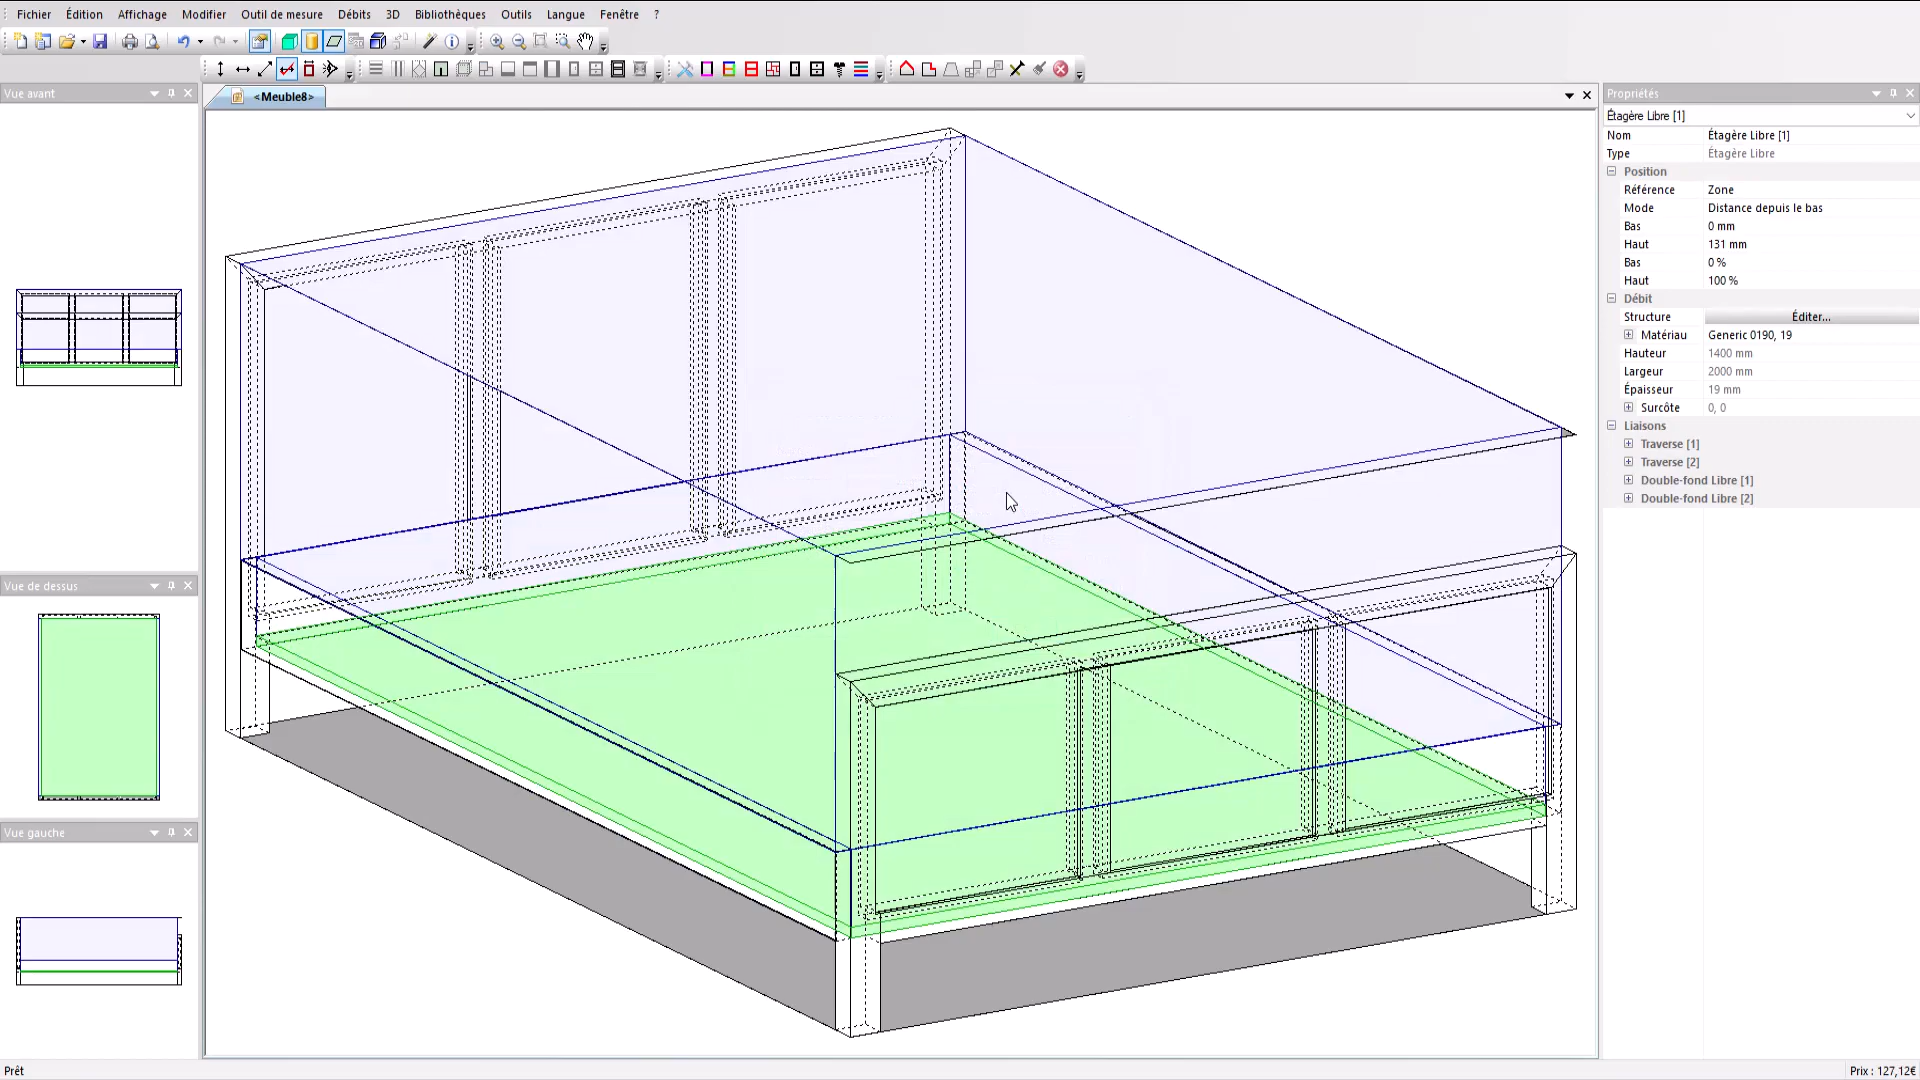 Fichier Édition Affichage Modifier Outil de mesure Débits 3D Bibliothèques Outils Langue Fenêtre ?
Vue avant
<Meuble8>
Propriétés
Étagère Libre [1]
Nom Étagère Libre [1]
Type Étagère Libre
Position
Référence Zone
Mode Distance depuis le bas
Bas 0 mm
Haut 131 mm
Bas 0 %
Haut 100 %
Débit
Structure Éditer...
Matériau Generic 0190, 19
Hauteur 1400 mm
Largeur 2000 mm
Épaisseur 19 mm
Surcôte 0, 0
Liaisons
Traverse [1]
Traverse [2]
Double-fond Libre [1]
Double-fond Libre [2]
Vue de dessus
Vue gauche
Prêt
Prix : 127,12€